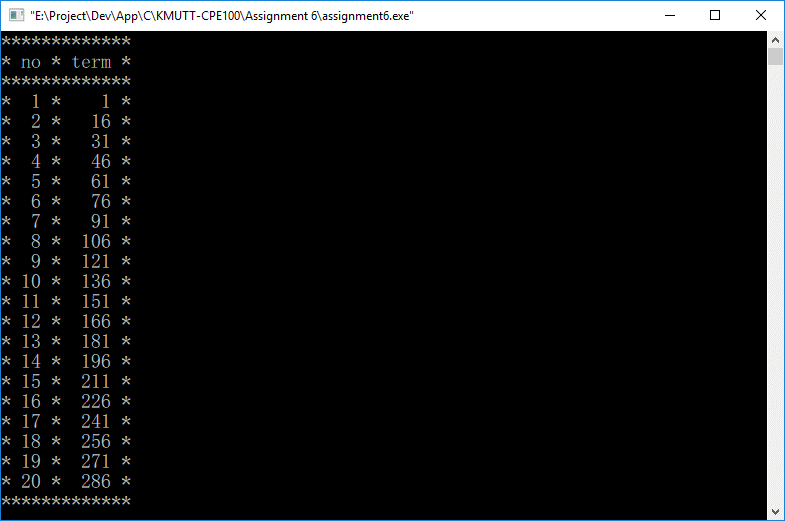 "E:\Project\Dev\App\C\KMUTT-CPE100\Assignment 6\assignment6.exe"
*************
* no * term *
*************
*  1 *    1 *
*  2 *   16 *
*  3 *   31 *
*  4 *   46 *
*  5 *   61 *
*  6 *   76 *
*  7 *   91 *
*  8 *  106 *
*  9 *  121 *
* 10 *  136 *
* 11 *  151 *
* 12 *  166 *
* 13 *  181 *
* 14 *  196 *
* 15 *  211 *
* 16 *  226 *
* 17 *  241 *
* 18 *  256 *
* 19 *  271 *
* 20 *  286 *
*************